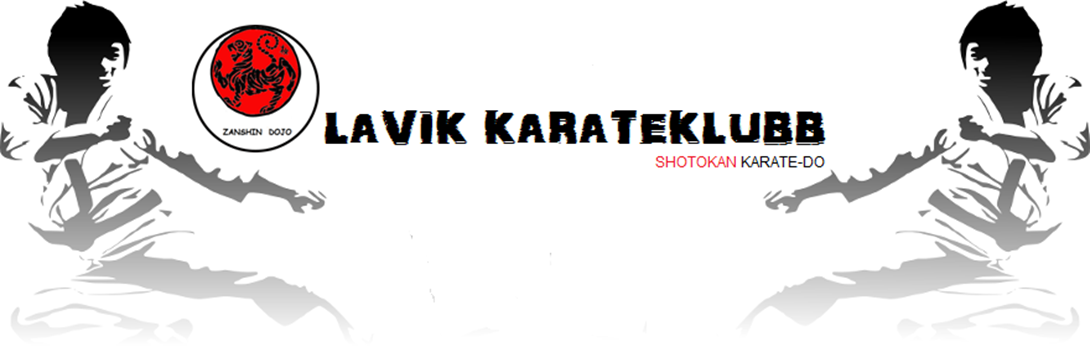 ZANSHIN DOJO
LAVIK KARATEKLUBB
SHOTOKAN KARATE-DO